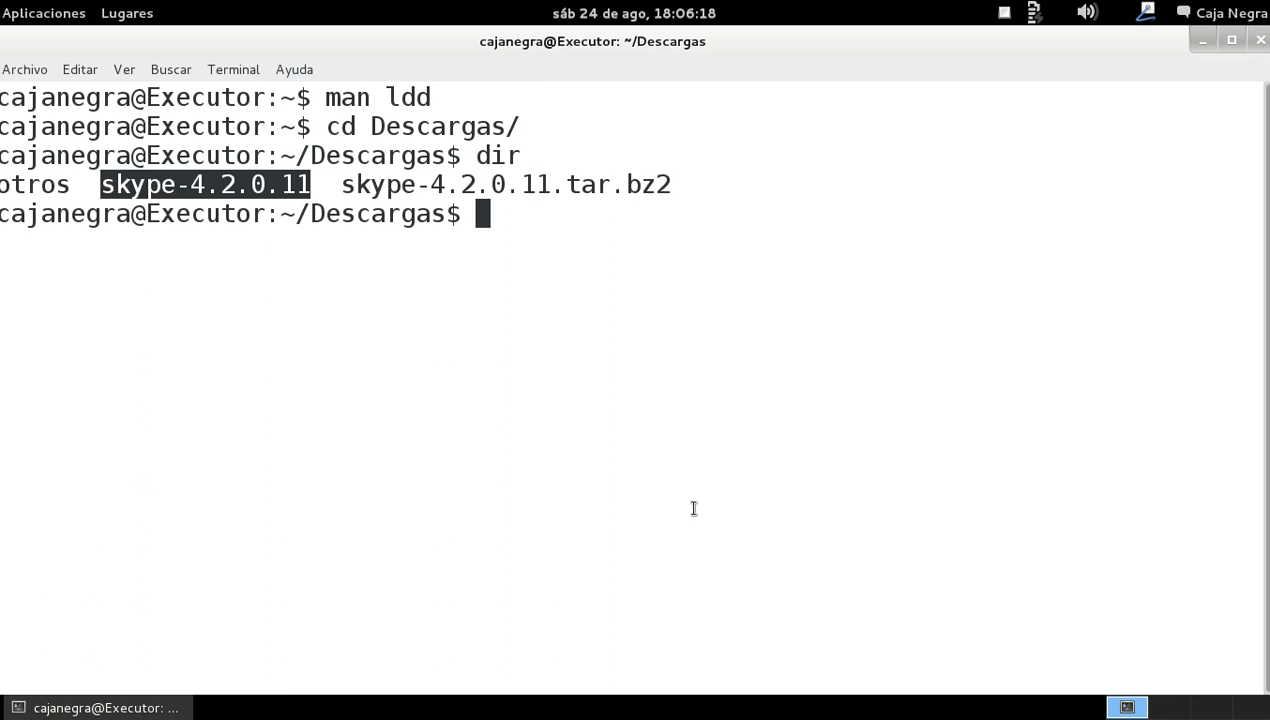 Aplicaciones Lugares sáb 24 de ago, 18:06:18 Caja Negra
cajanegra@Executor: ~/Descargas
Archivo Editar Ver Buscar Terminal Ayuda
cajanegra@Executor:~$ man ldd
cajanegra@Executor:~$ cd Descargas/
cajanegra@Executor:~/Descargas$ dir
otros skype-4.2.0.11 skype-4.2.0.11.tar.bz2
cajanegra@Executor:~/Descargas$
cajanegra@Executor: ...